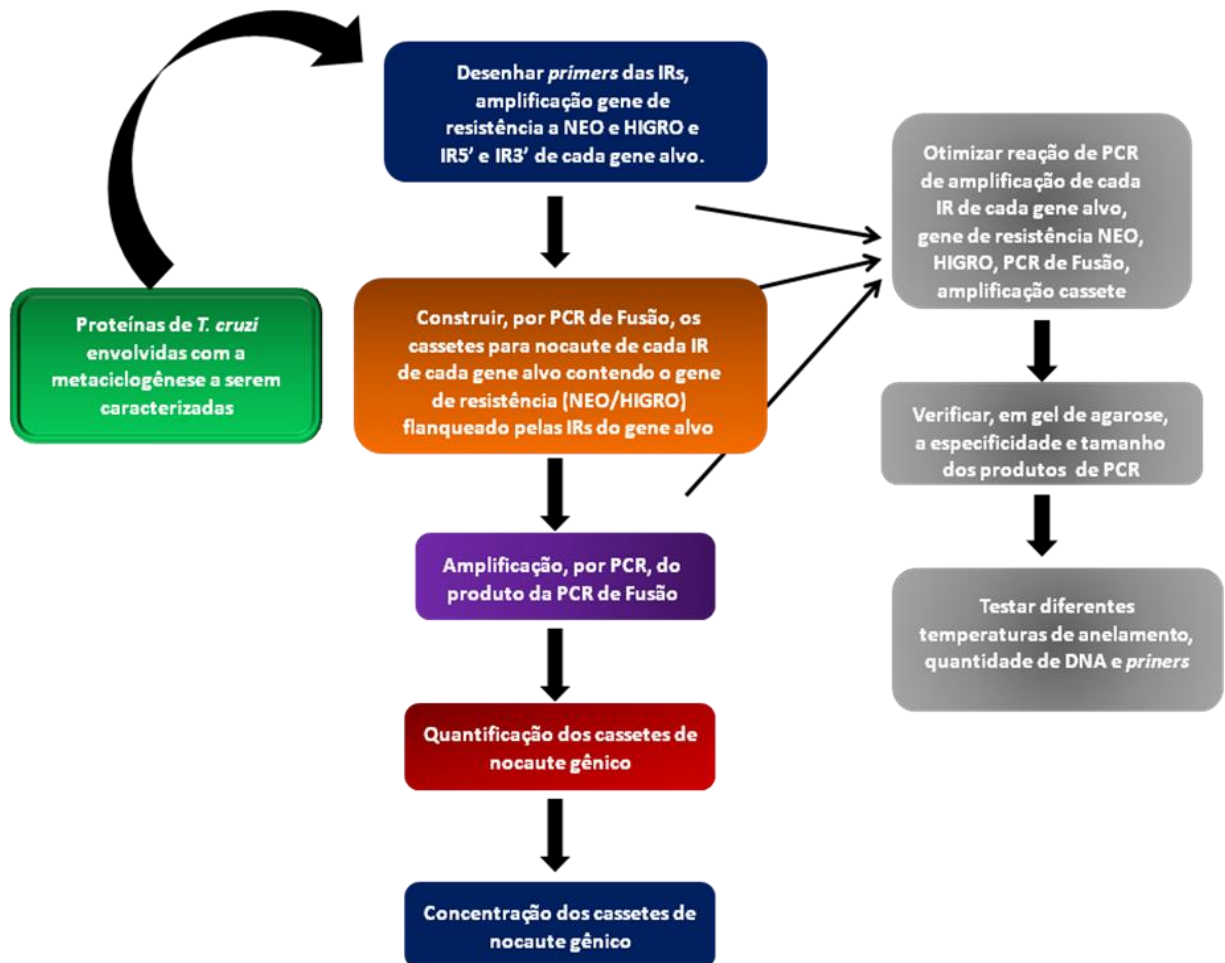 Desenhar primers das IRs,
amplificação gene de
resistência a NEO e HIGRO e
IR5’ e IR3’ de cada gene alvo.
Proteínas de T. cruzi
envolvidas com a
metaciclogênese a serem
caracterizadas
Construir, por PCR de Fusão, os
cassetes para nocaute de cada IR
de cada gene alvo contendo o gene
de resistência (NEO/HIGRO)
flanqueado pelas IRs do gene alvo
Amplificação, por PCR, do
produto da PCR de Fusão
Quantificação dos cassetes de
nocaute gênico
Concentração dos cassetes de
nocaute gênico
Otimizar reação de PCR
de amplificação de cada
IR de cada gene alvo,
gene de resistência NEO,
HIGRO, PCR de Fusão,
amplificação cassete
Verificar, em gel de agarose,
a especificidade e tamanho
dos produtos de PCR
Testar diferentes
temperaturas de anelamento,
quantidade de DNA e priners